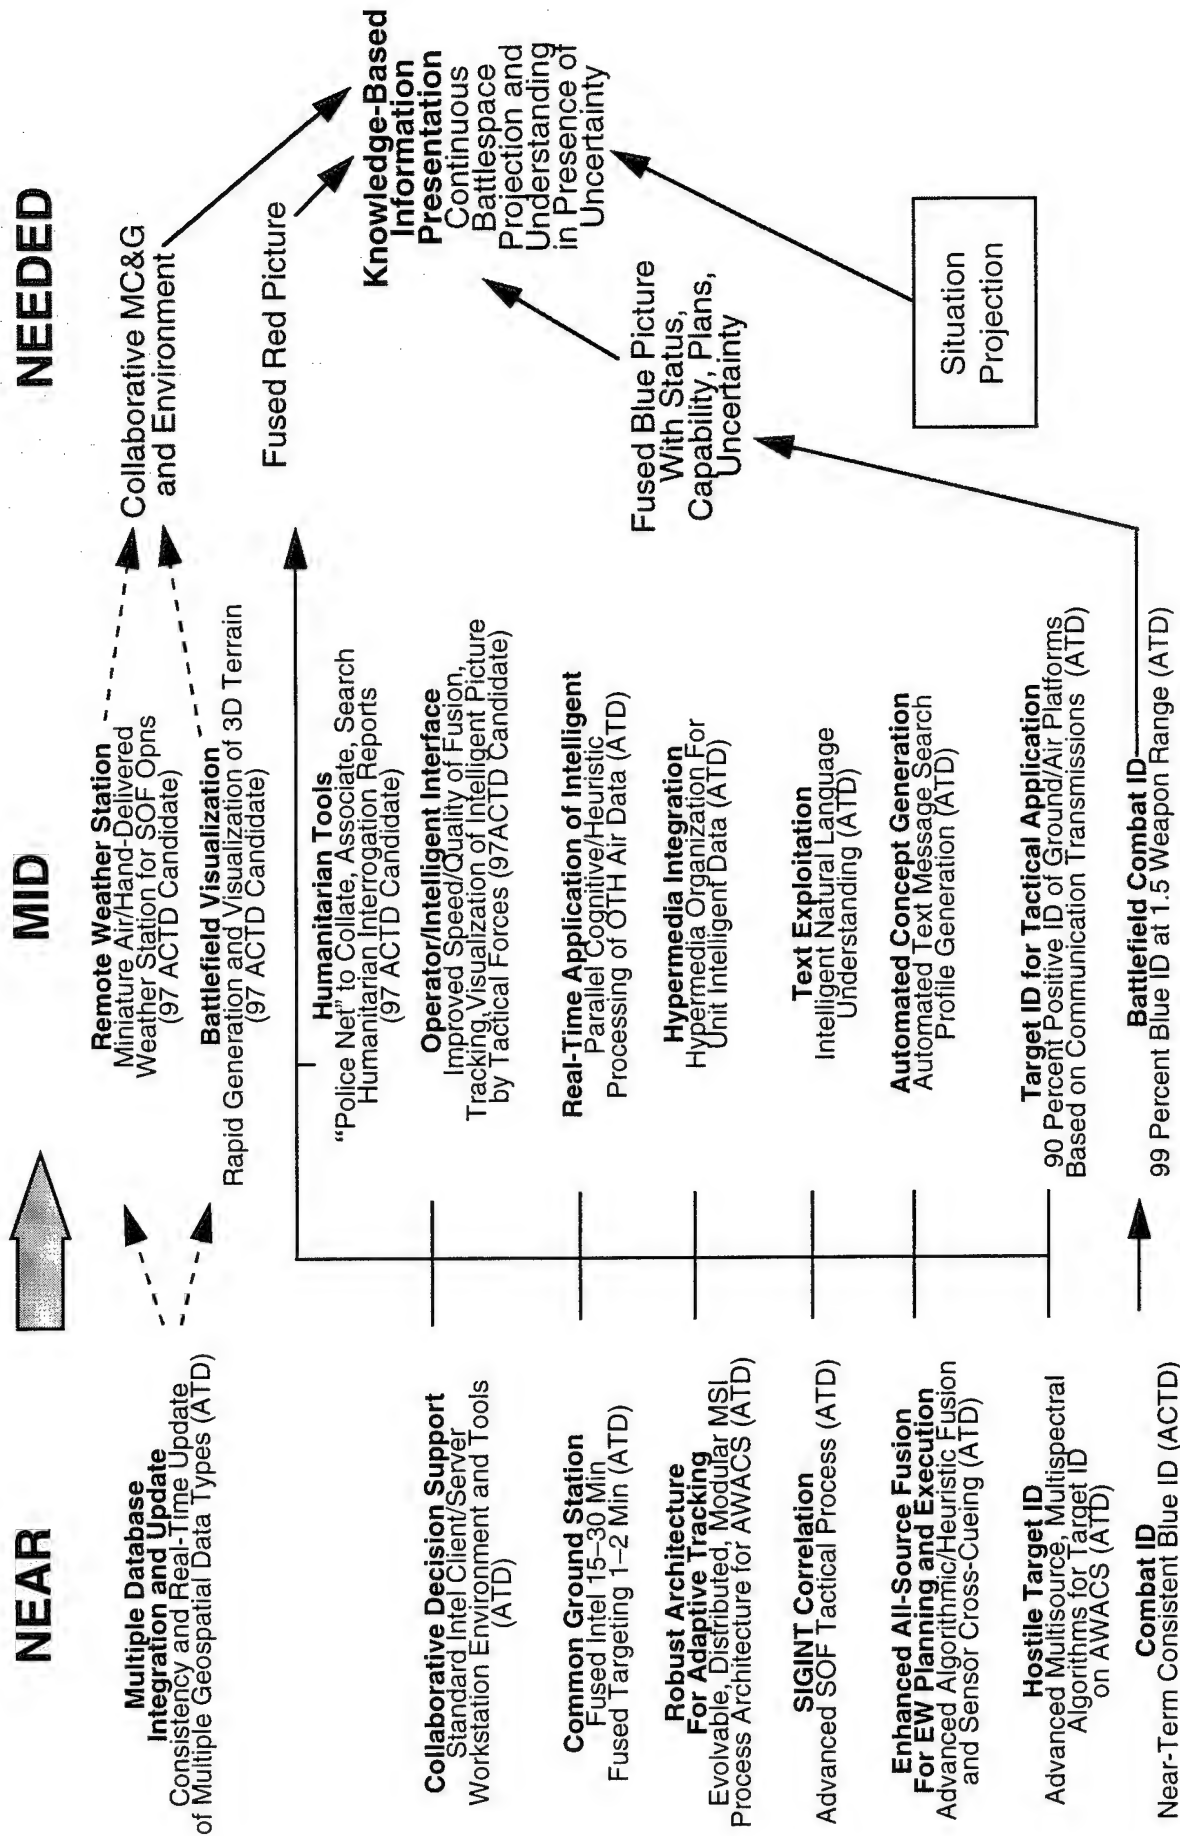 NEAR
MID
NEEDED
Multiple Database
Integration and Update
Consistency and Real-Time Update
of Multiple Geospatial Data Types (ATD)
Collaborative Decision Support
Standard Intel Client/Server
Workstation Environment and Tools
(ATD)
Common Ground Station
Fused Intel 15–30 Min
Fused Targeting 1–2 Min (ATD)
Robust Architecture
For Adaptive Tracking
Evolvable, Distributed, Modular MSI
Process Architecture for AWACS (ATD)
SIGINT Correlation
Advanced SOF Tactical Process (ATD)
Enhanced All-Source Fusion
For EW Planning and Execution
Advanced Algorithmic/Heuristic Fusion
and Sensor Cross-Cueing (ATD)
Hostile Target ID
Advanced Multisource, Multispectral
Algorithms for Target ID
on AWACS (ATD)
Combat ID
Near-Term Consistent Blue ID (ACTD)
Remote Weather Station
Miniature Air/Hand-Delivered
Weather Station for SOF Opns
(97 ACTD Candidate)
Battlefield Visualization
Rapid Generation and Visualization of 3D Terrain
(97 ACTD Candidate)
Humanitarian Tools
“Police Net” to Collate, Associate, Search
Humanitarian Interrogation Reports
(97 ACTD Candidate)
Operator/Intelligent Interface
Improved Speed/Quality of Fusion,
Tracking,Visualization of Intelligent Picture
by Tactical Forces (97ACTD Candidate)
Real-Time Application of Intelligent
Parallel Cognitive/Heuristic
Processing of OTH Air Data (ATD)
Hypermedia Integration
Hypermedia Organization For
Unit Intelligent Data (ATD)
Text Exploitation
Intelligent Natural Language
Understanding (ATD)
Automated Concept Generation
Automated Text Message Search
Profile Generation (ATD)
Target ID for Tactical Application
90 Percent Positive ID of Ground/Air Platforms
Based on Communication Transmissions (ATD)
Battlefield Combat ID
99 Percent Blue ID at 1.5 Weapon Range (ATD)
Collaborative MC&G
and Environment
Fused Red Picture
Knowledge-Based
Information
Presentation
Continuous
Battlespace
Projection and
Understanding
in Presence of
Uncertainty
Fused Blue Picture
With Status,
Capability, Plans,
Uncertainty
Situation
Projection